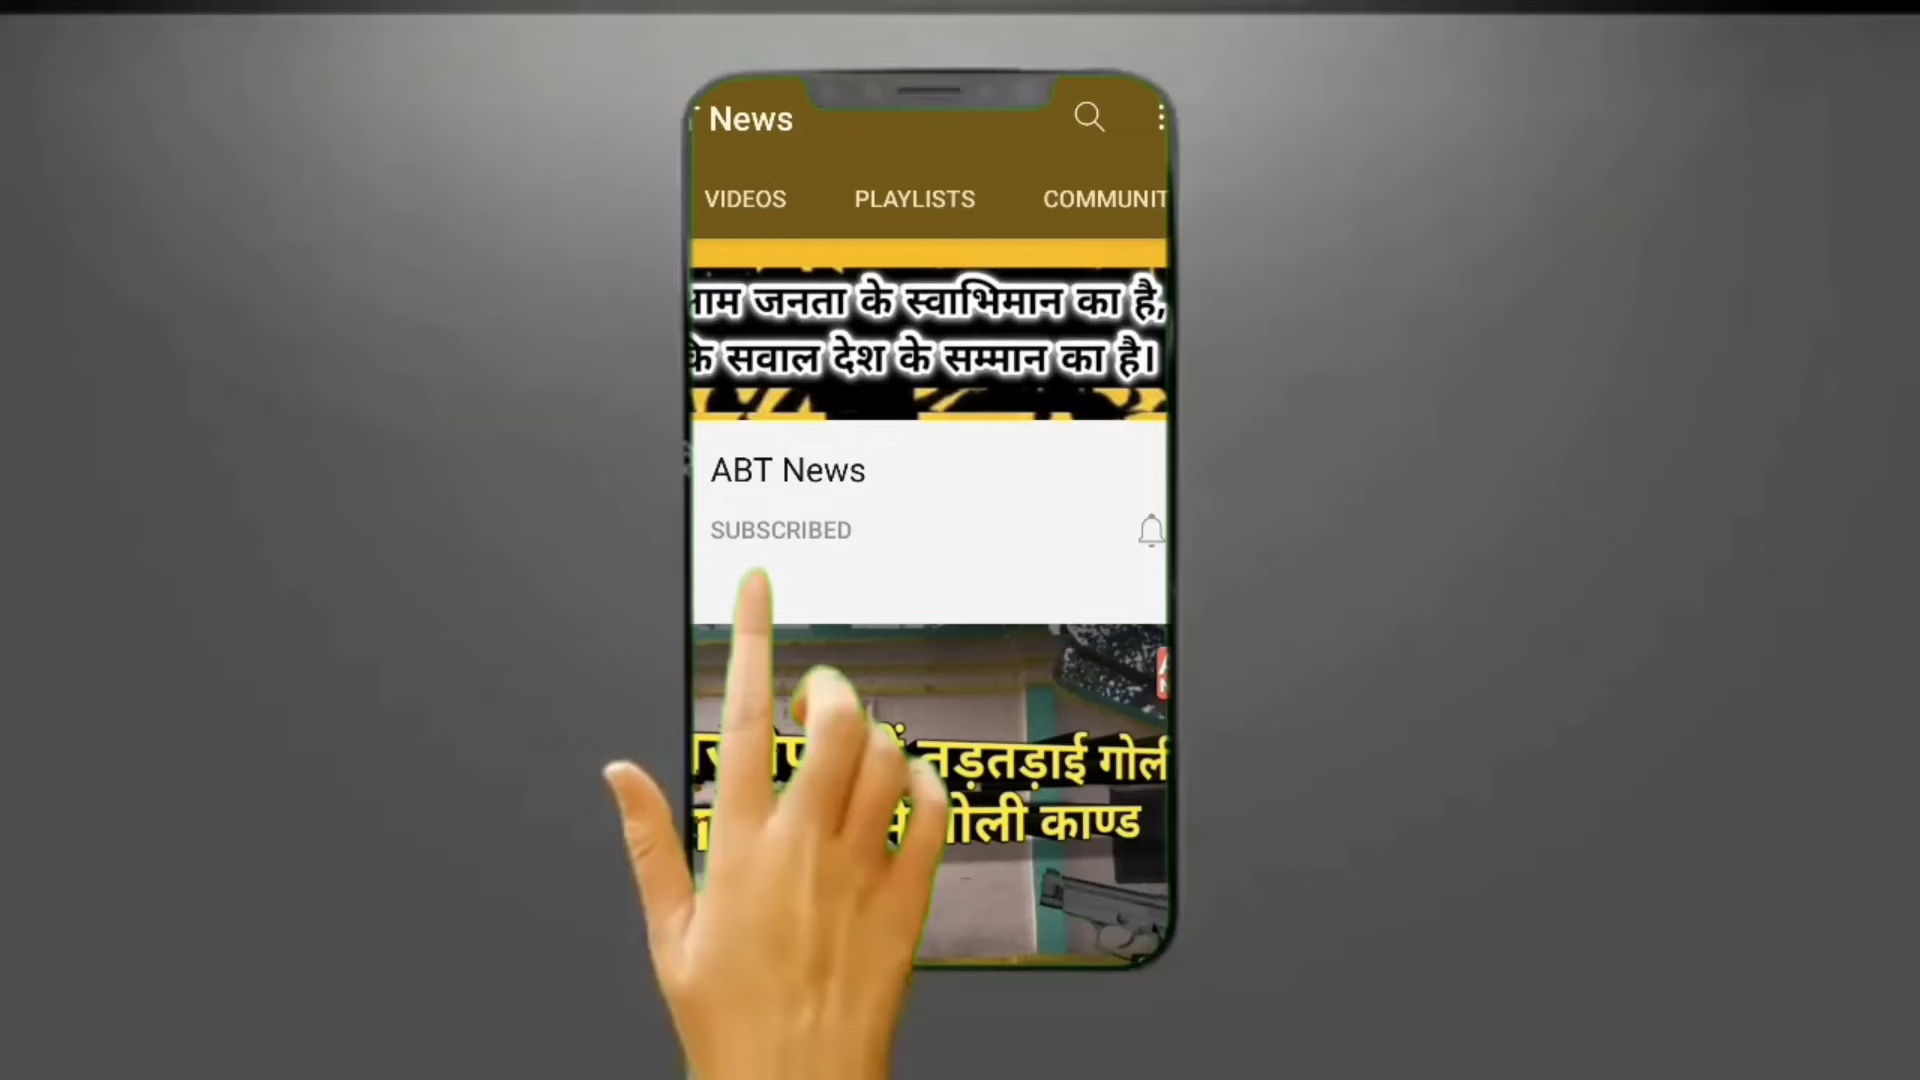 News
VIDEOS PLAYLISTS COMMUNIT
जनता के स्वाभिमान का है,
सवाल देश के सम्मान का है।
ABT News
SUBSCRIBED
तड़तड़ाई गोली
गोली काण्ड